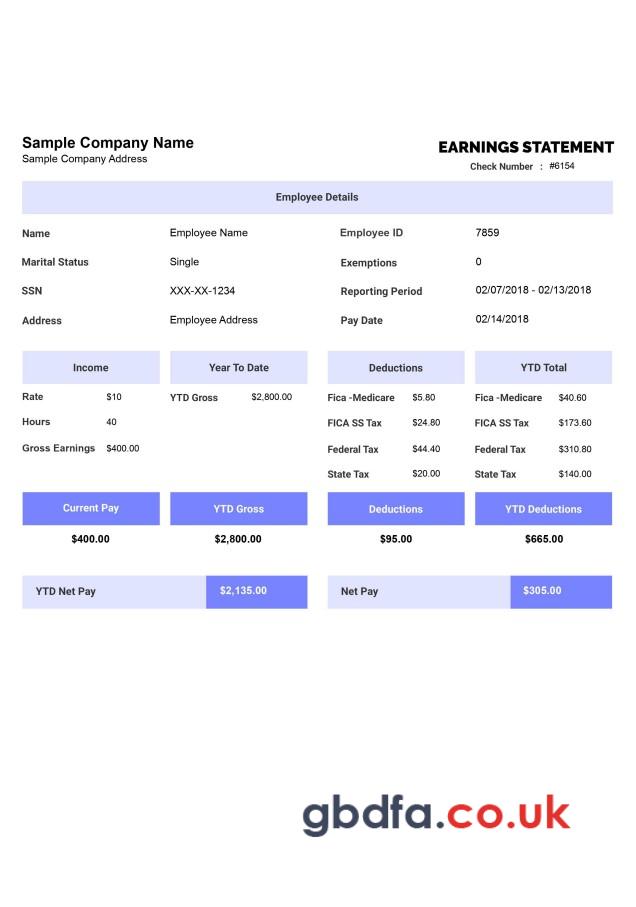 Sample Company Name
Sample Company Address
EARNINGS STATEMENT
Check Number : #6154
Employee Details
Name Employee Name Employee ID 7859
Marital Status Single Exemptions 0
SSN XXX-XX-1234 Reporting Period 02/07/2018 - 02/13/2018
Address Employee Address Pay Date 02/14/2018
Income Year To Date Deductions YTD Total
Rate $10 YTD Gross $2,800.00 Fica -Medicare $5.80 Fica -Medicare $40.60
Hours 40 FICA SS Tax $24.80 FICA SS Tax $173.60
Gross Earnings $400.00 Federal Tax $44.40 Federal Tax $310.80
State Tax $20.00 State Tax $140.00
Current Pay YTD Gross Deductions YTD Deductions
$400.00 $2,800.00 $95.00 $665.00
YTD Net Pay $2,135.00 Net Pay $305.00
gbdfa.co.uk